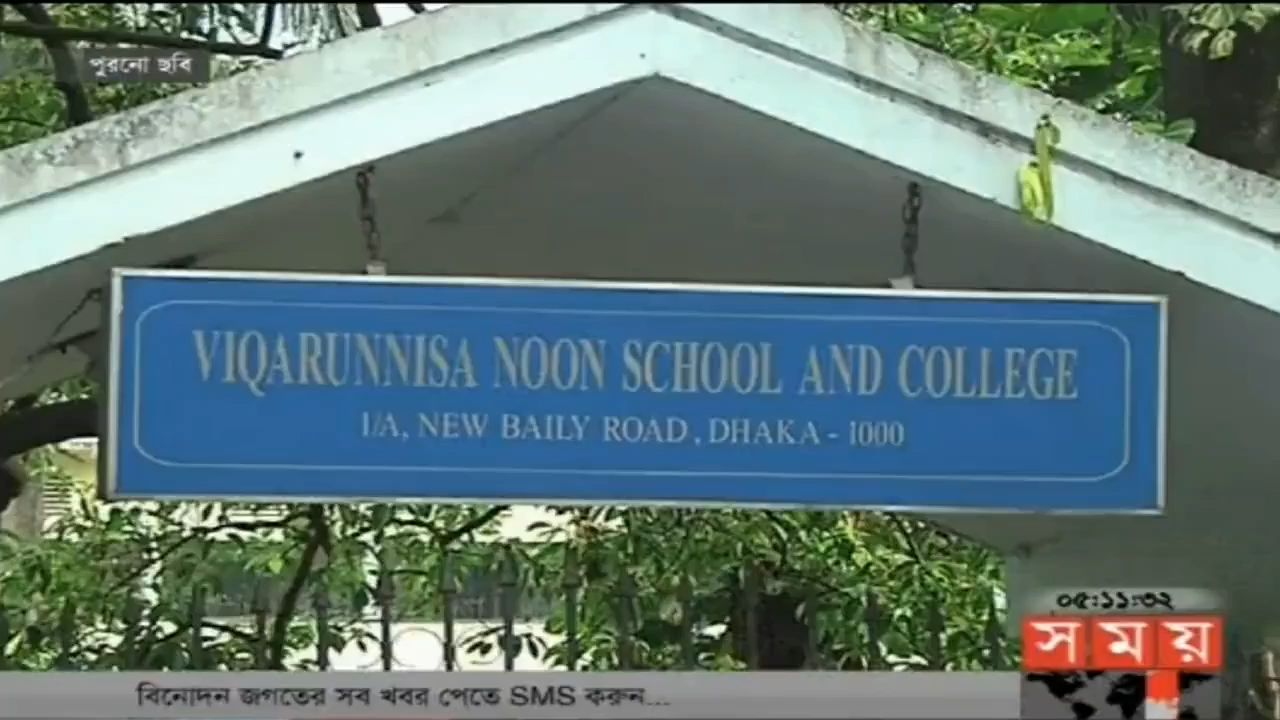 পুরনো ছবি
VIQARUNNISA NOON SCHOOL AND COLLEGE
1/A, NEW BAILY ROAD, DHAKA - 1000
০৫:১১:৩২
সময়
বিনোদন জগতের সব খবর পেতে SMS করুন...